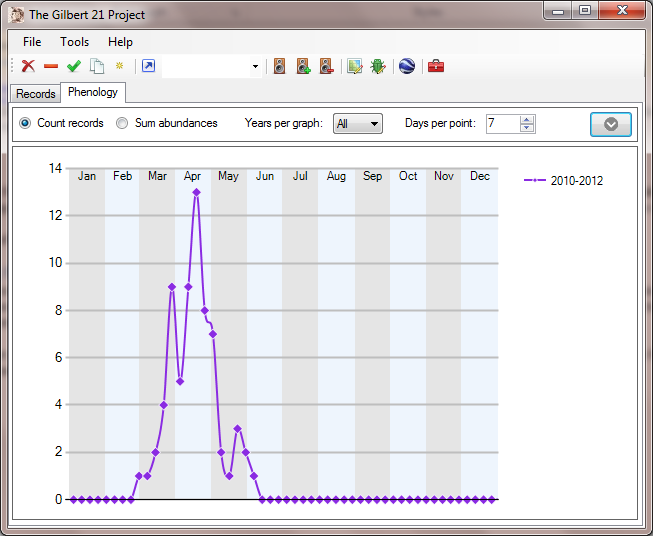 The Gilbert 21 Project
File Tools Help
Records Phenology
Count records Sum abundances Years per graph: All Days per point: 7
14
Jan Feb Mar Apr May Jun Jul Aug Sep Oct Nov Dec
2010-2012
12
10
8
6
4
2
0